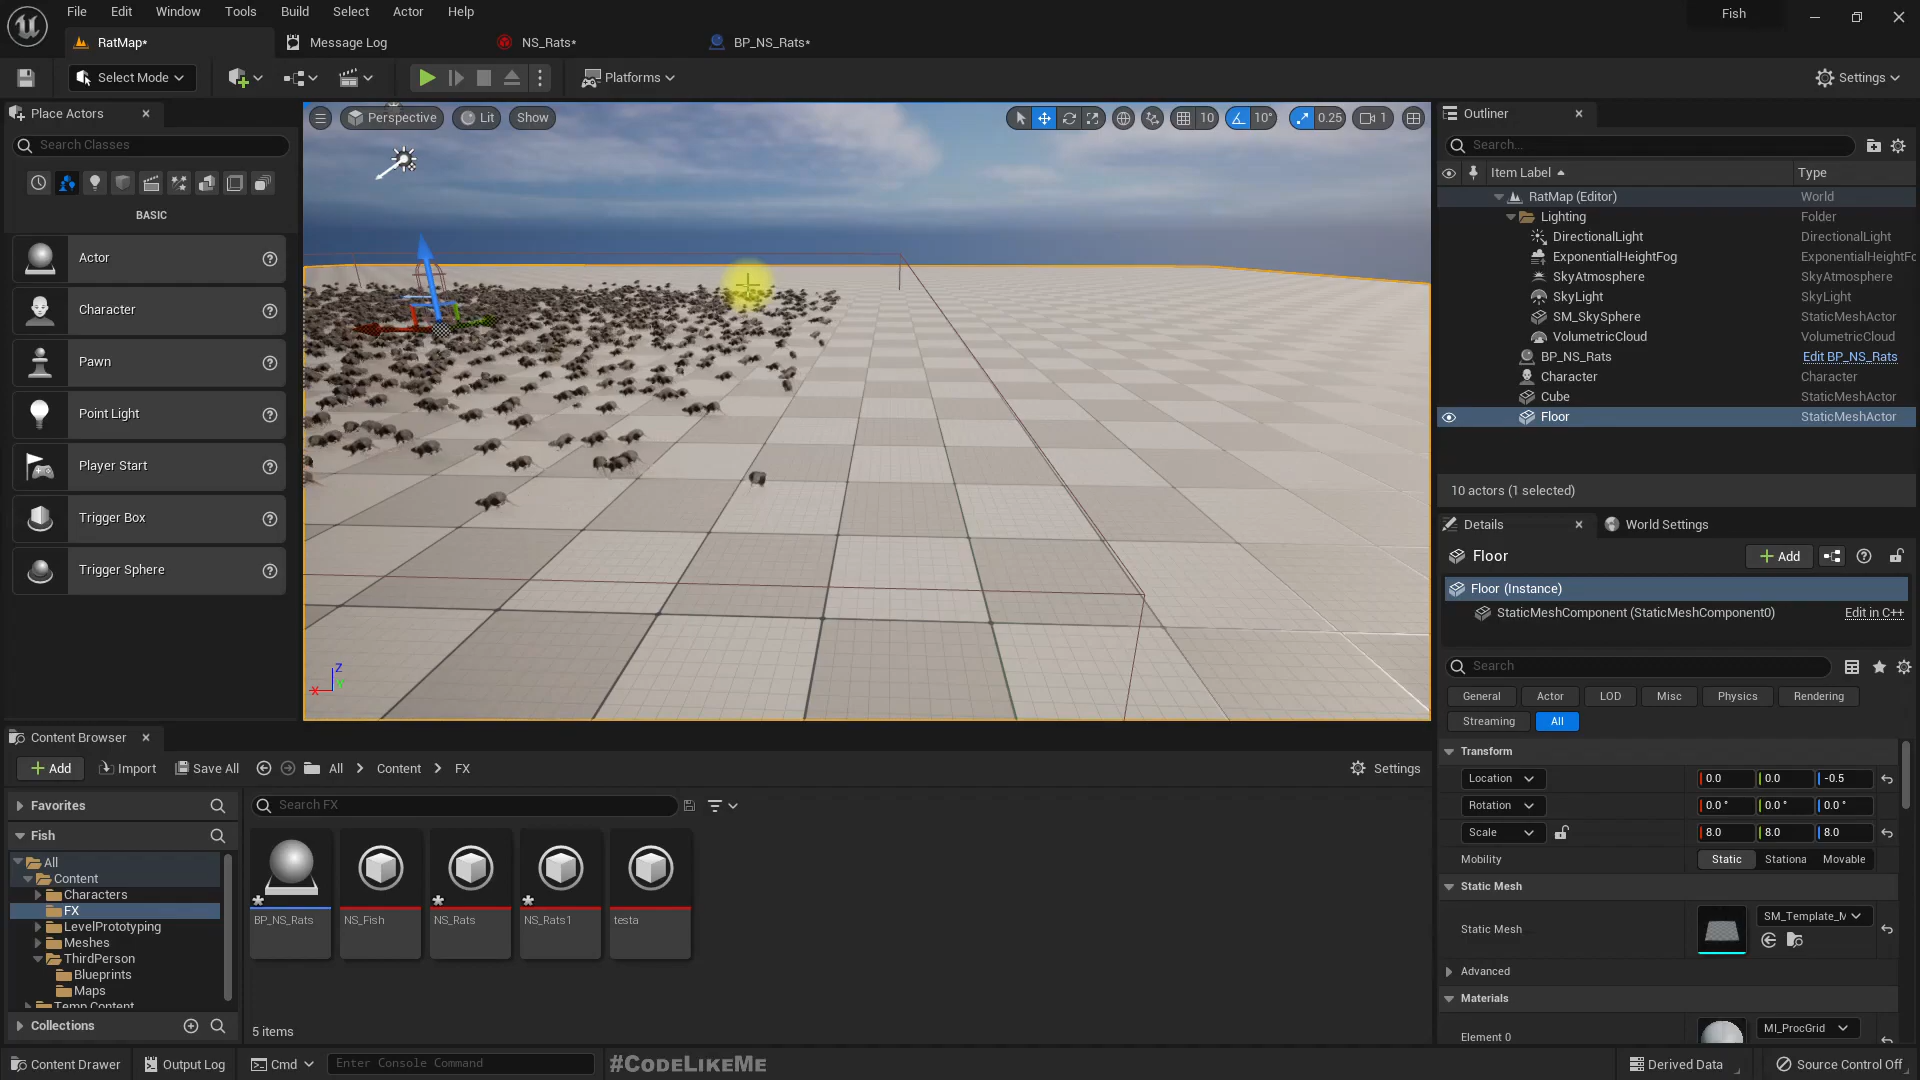 File Edit Window Tools Build Select Actor Help
Fish
RatMap* Message Log NS_Rats* BP_NS_Rats*
Select Mode Platforms Settings
Place Actors
Search Classes
BASIC
Actor
Character
Pawn
Point Light
Player Start
Trigger Box
Trigger Sphere
Perspective Lit Show 10 10° 0.25 1
Z
X
Outliner
Search...
Item Label Type
RatMap (Editor) World
Lighting Folder
DirectionalLight DirectionalLight
ExponentialHeightFog ExponentialHeightFo
SkyAtmosphere SkyAtmosphere
SkyLight SkyLight
SM_SkySphere StaticMeshActor
VolumetricCloud VolumetricCloud
BP_NS_Rats Edit BP_NS_Rats
Character Character
Cube StaticMeshActor
Floor StaticMeshActor
10 actors (1 selected)
Details World Settings
Floor Add
Floor (Instance)
StaticMeshComponent (StaticMeshComponent0) Edit in C++
Search
General Actor LOD Misc Physics Rendering
Streaming All
Transform
Location 0.0 0.0 -0.5
Rotation 0.0° 0.0° 0.0°
Scale 8.0 8.0 8.0
Mobility Static Stationa Movable
Static Mesh
SM_Template_M
Static Mesh
Advanced
Materials
Element 0 MI_ProcGrid
Content Browser
Add Import Save All All Content FX Settings
Favorites
Search FX
Fish
All
Content
Characters
FX
LevelPrototyping
Meshes
ThirdPerson
Blueprints
Maps
Temp Content
Collections
BP_NS_Rats NS_Fish NS_Rats NS_Rats1 testa
5 items
Content Drawer Output Log Cmd Enter Console Command #CodeLikeMe Derived Data Source Control Off